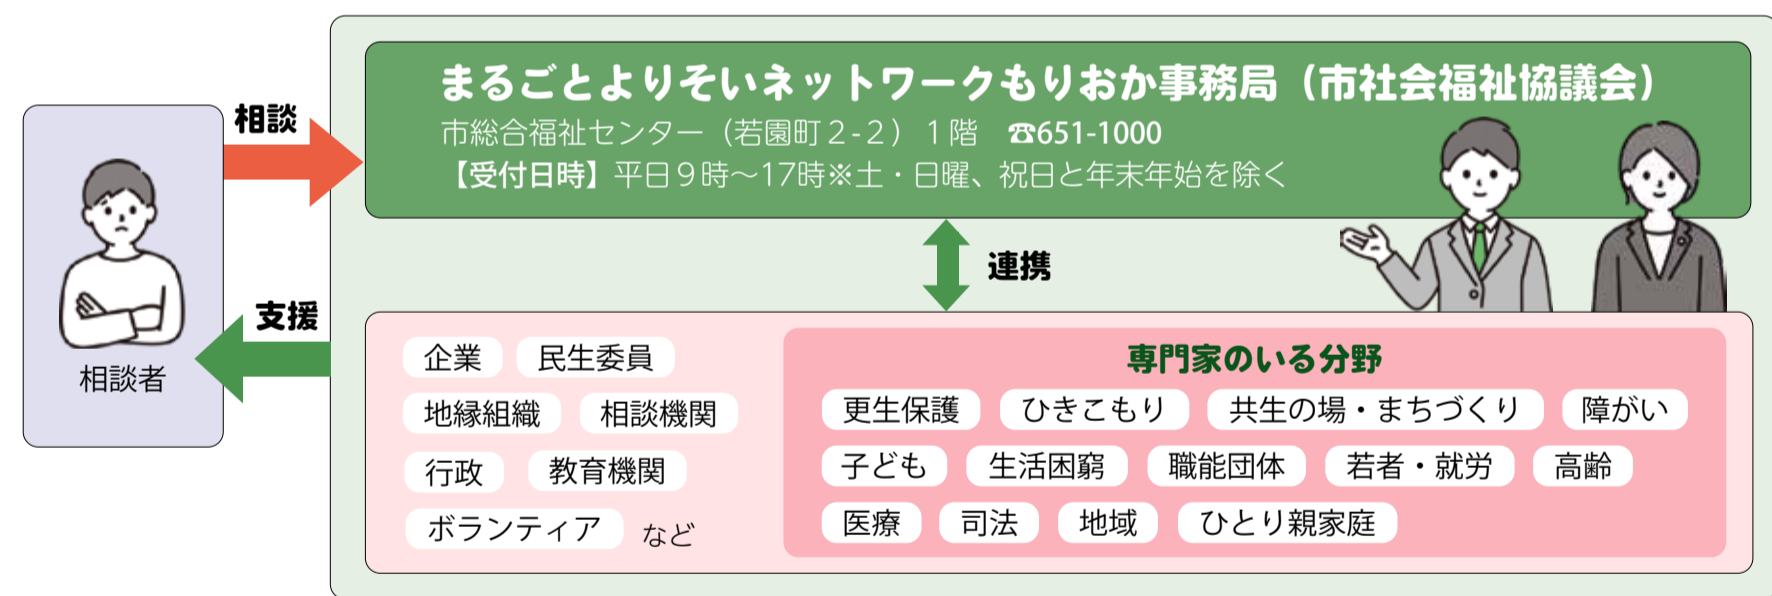 相談
相談者
支援
まるごとよりそいネットワークもりおか事務局（市社会福祉協議会）
市総合福祉センター（若園町２-２）１階　☎651-1000
【受付日時】平日９時〜17時※土・日曜、祝日と年末年始を除く
連携
企業　民生委員
地縁組織　相談機関
行政　教育機関
ボランティア　など
専門家のいる分野
更生保護　ひきこもり　共生の場・まちづくり　障がい
子ども　生活困窮　職能団体　若者・就労　高齢
医療　司法　地域　ひとり親家庭